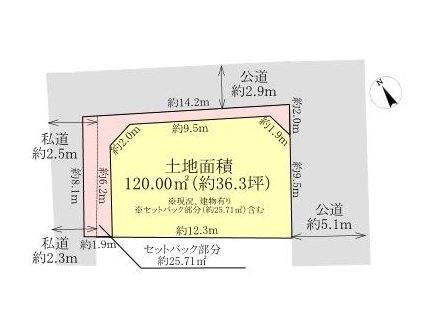 公道
約2.9m
N
約14.2m
約2.0m
約9.5m
約1.9m
約2.0m
私道
約2.5m
約8.1m
約6.2m
土地面積
120.00㎡(約36.3坪)
※現況、建物有り
※セットバック部分(約25.71㎡)含む
約9.5m
公道
約5.1m
約12.3m
私道
約2.3m
約1.9m
セットバック部分
約25.71㎡